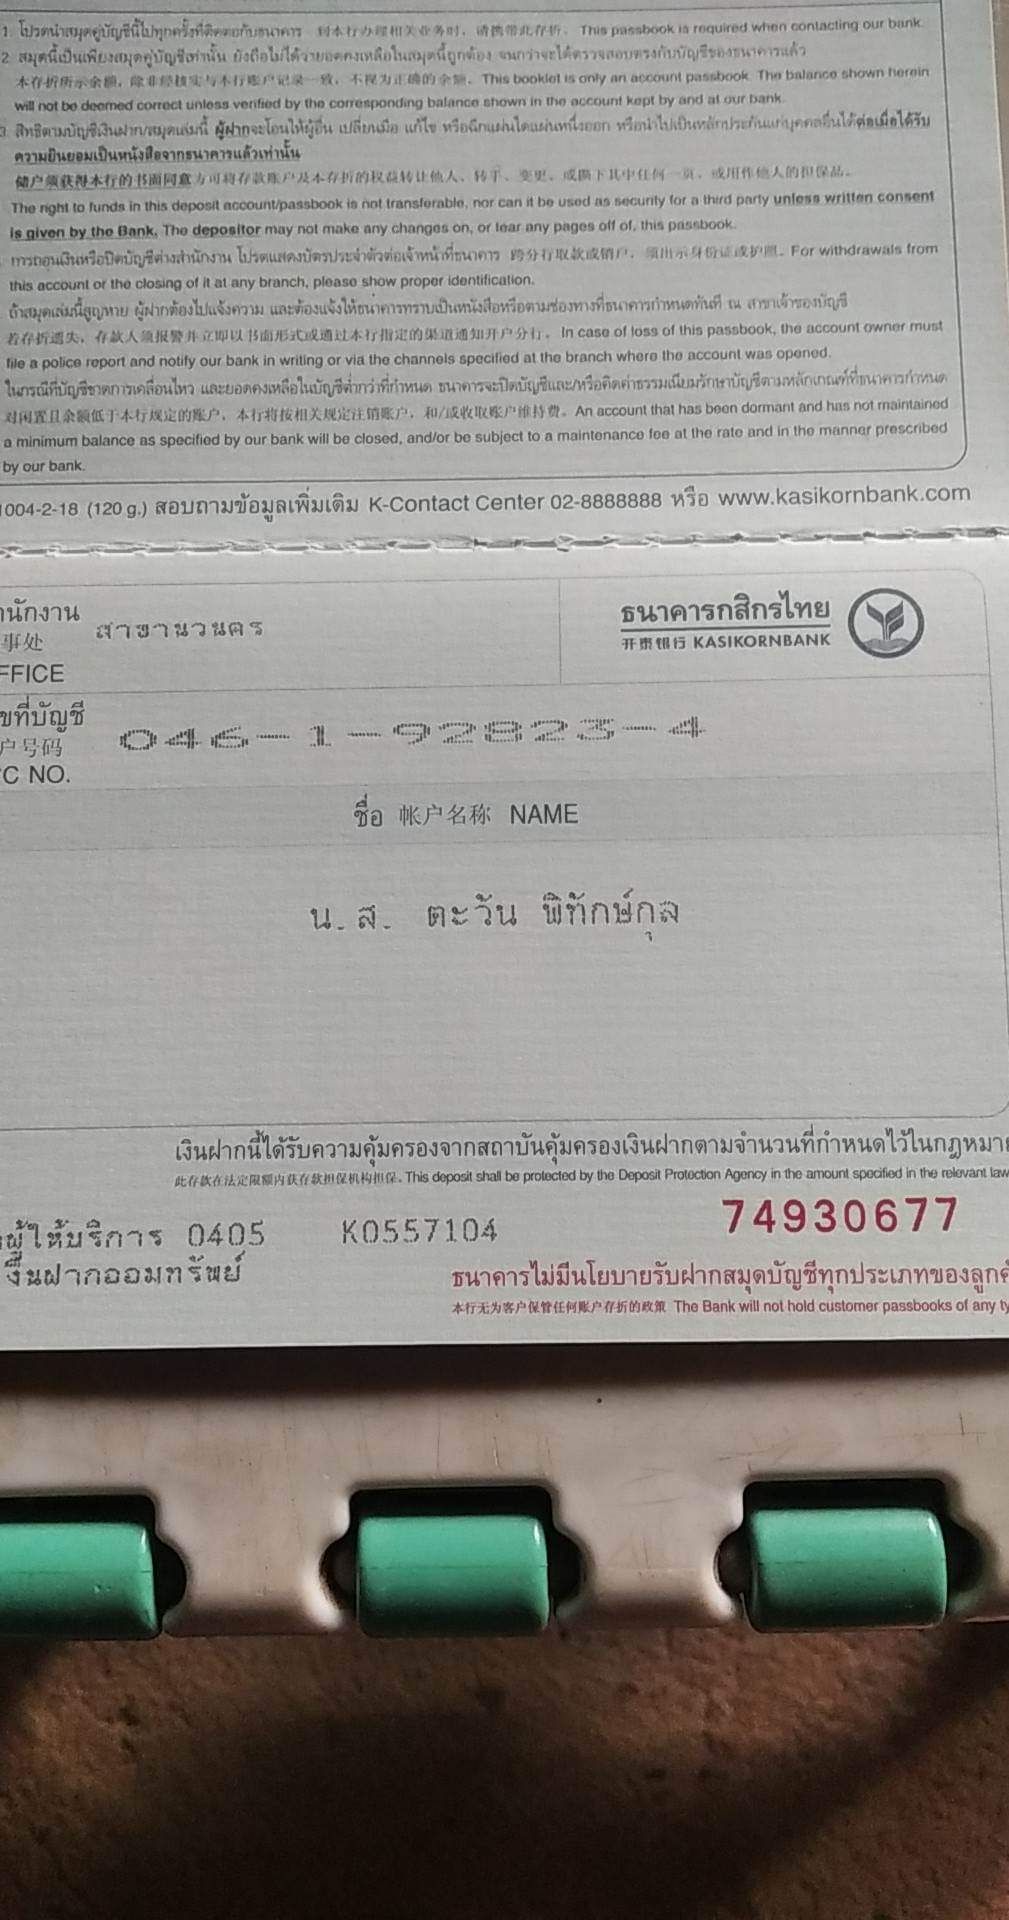 1. โปรดนำสมุดคู่บัญชีนี้ไปทุกครั้งที่ติดต่อกับธนาคาร 到本行办理相关业务时，请携带此存折。This passbook is required when contacting our bank.
2. สมุดนี้เป็นเพียงสมุดคู่บัญชีเท่านั้น ยังถือไม่ได้ว่ายอดคงเหลือในสมุดนี้ถูกต้อง จนกว่าจะได้ตรวจสอบตรงกับบัญชีของธนาคารแล้ว
本存折所示余额，除非经核实与本行账户记录一致，不视为正确的余额。This booklet is only an account passbook. The balance shown herein
will not be deemed correct unless verified by the corresponding balance shown in the account kept by and at our bank.
3. สิทธิตามบัญชีเงินฝาก/สมุดเล่มนี้ ผู้ฝากจะโอนให้ผู้อื่น เปลี่ยนมือ แก้ไข หรือฉีกแผ่นใดแผ่นหนึ่งออก หรือนำไปเป็นหลักประกันแก่บุคคลอื่นได้ต่อเมื่อได้รับ
ความยินยอมเป็นหนังสือจากธนาคารแล้วเท่านั้น
储户须获得本行的书面同意方可将存款账户及本存折的权益转让他人、转手、变更、或撕下其中任何一页、或用作他人的担保品。
The right to funds in this deposit account/passbook is not transferable, nor can it be used as security for a third party unless written consent
is given by the Bank. The depositor may not make any changes on, or tear any pages off of, this passbook.
การถอนเงินหรือปิดบัญชีต่างสำนักงาน โปรดแสดงบัตรประจำตัวต่อเจ้าหน้าที่ธนาคาร 跨分行取款或销户，须出示身份证或护照。For withdrawals from
this account or the closing of it at any branch, please show proper identification.
ถ้าสมุดเล่มนี้สูญหาย ผู้ฝากต้องไปแจ้งความ และต้องแจ้งให้ธนาคารทราบเป็นหนังสือหรือตามช่องทางที่ธนาคารกำหนดทันที ณ สาขาเจ้าของบัญชี
若存折遗失，存款人须报警并立即以书面形式或通过本行指定的渠道通知开户分行。In case of loss of this passbook, the account owner must
file a police report and notify our bank in writing or via the channels specified at the branch where the account was opened.
ในกรณีที่บัญชีขาดการเคลื่อนไหว และยอดคงเหลือในบัญชีต่ำกว่าที่กำหนด ธนาคารจะปิดบัญชีและ/หรือคิดค่าธรรมเนียมรักษาบัญชีตามหลักเกณฑ์ที่ธนาคารกำหนด
对闲置且余额低于本行规定的账户，本行将按相关规定注销账户，和/或收取账户维持费。An account that has been dormant and has not maintained
a minimum balance as specified by our bank will be closed, and/or be subject to a maintenance fee at the rate and in the manner prescribed
by our bank.
004-2-18 (120 g.) สอบถามข้อมูลเพิ่มเติม K-Contact Center 02-8888888 หรือ www.kasikornbank.com
นักงาน สาขานวนคร
事处
FFICE
ธนาคารกสิกรไทย
开泰银行 KASIKORNBANK
ขที่บัญชี
户号码 046-1-92823-4
C NO.
ชื่อ 帐户名称 NAME
น.ส. ตะวัน พิทักษ์กุล
เงินฝากนี้ได้รับความคุ้มครองจากสถาบันคุ้มครองเงินฝากตามจำนวนที่กำหนดไว้ในกฎหมา
此存款在法定限额内获存款担保机构担保。This deposit shall be protected by the Deposit Protection Agency in the amount specified in the relevant law
74930677
ผู้ให้บริการ 0405 K0557104
งินฝากออมทรัพย์
ธนาคารไม่มีนโยบายรับฝากสมุดบัญชีทุกประเภทของลูกค้
本行无为客户保管任何账户存折的政策 The Bank will not hold customer passbooks of any ty